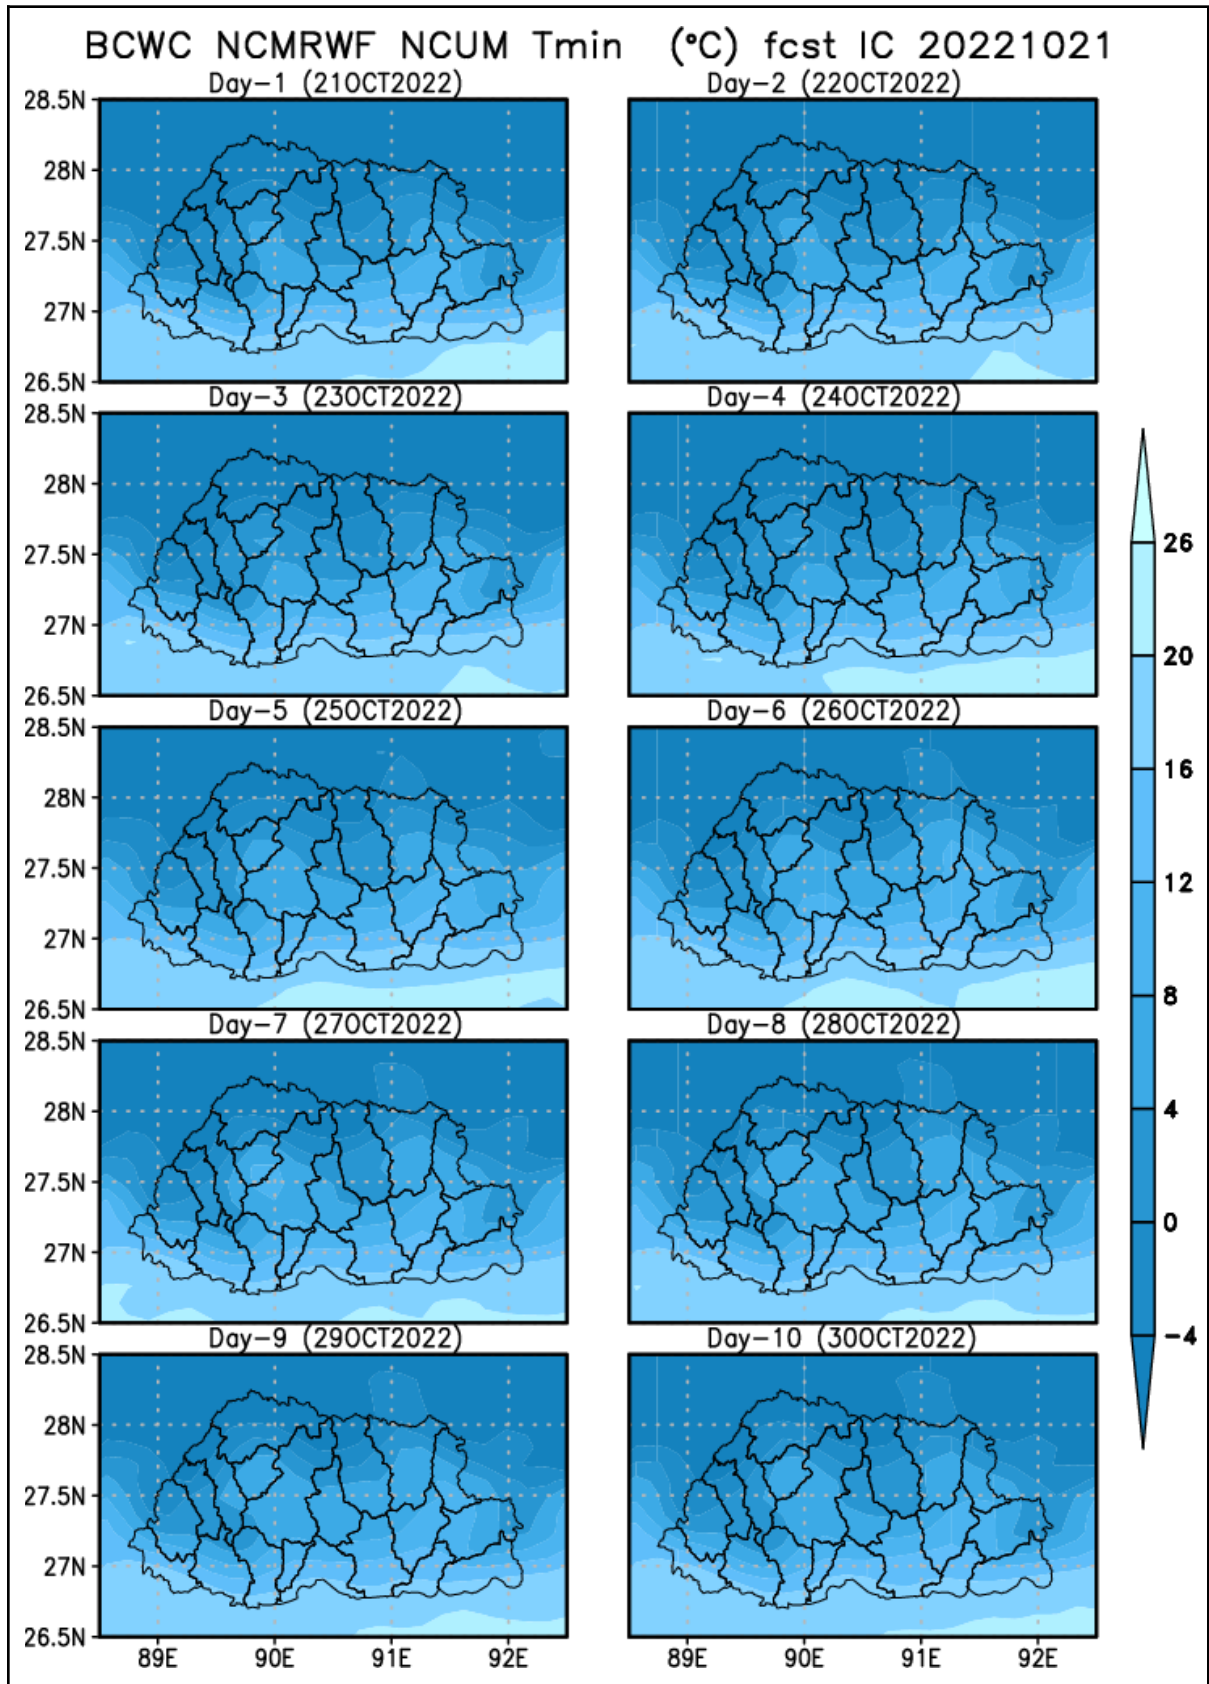 BCWC NCMRWF NCUM Tmin (°C) fcst IC 20221021
Day-1 (21OCT2022) Day-2 (22OCT2022)
28.5N
28N
27.5N
27N
26.5N
Day-3 (23OCT2022) Day-4 (24OCT2022)
28.5N
28N
27.5N
27N
26.5N
Day-5 (25OCT2022) Day-6 (26OCT2022)
28.5N
28N
27.5N
27N
26.5N
Day-7 (27OCT2022) Day-8 (28OCT2022)
28.5N
28N
27.5N
27N
26.5N
Day-9 (29OCT2022) Day-10 (30OCT2022)
28.5N
28N
27.5N
27N
26.5N
89E 90E 91E 92E 89E 90E 91E 92E
26
20
16
12
8
4
0
-4